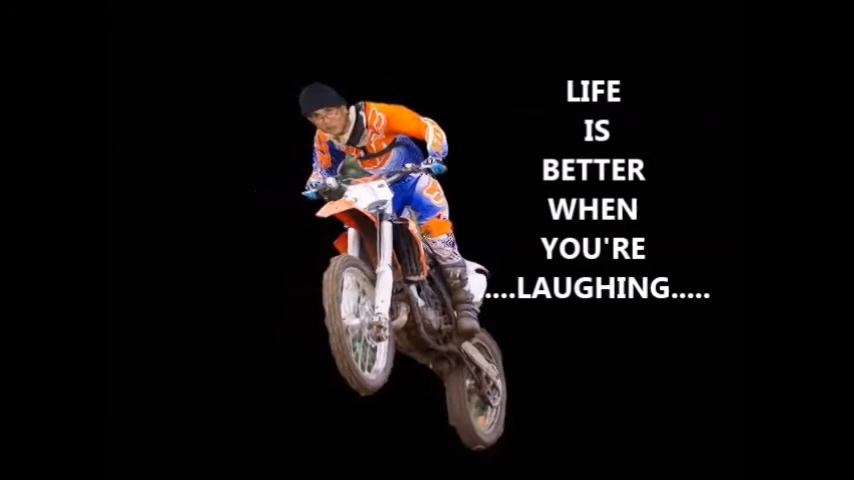 LIFE
IS
BETTER
WHEN
YOU'RE
....LAUGHING.....